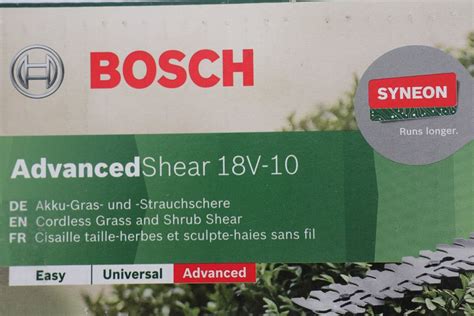 BOSCH
SYNEON
Runs longer.
AdvancedShear 18V-10
DE Akku-Gras- und -Strauchschere
EN Cordless Grass and Shrub Shear
FR Cisaille taille-herbes et sculpte-haies sans fil
Easy Universal Advanced